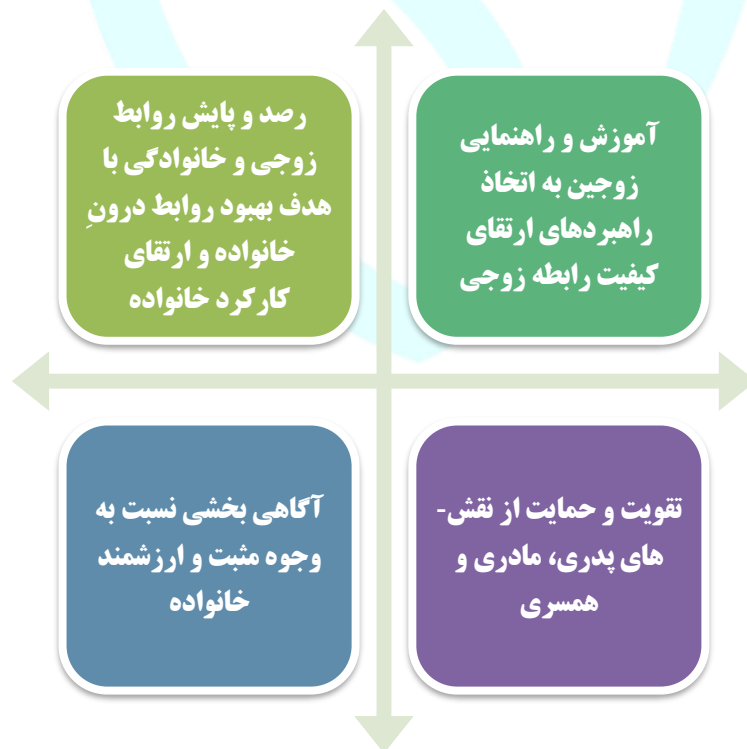 آموزش و راهنمایی
زوجین به اتخاذ
راهبردهای ارتقای
کیفیت رابطه زوجی
رصد و پایش روابط
زوجی و خانوادگی با
هدف بهبود روابط درونِ
خانواده و ارتقای
کارکرد خانواده
تقویت و حمایت از نقش-
های پدری، مادری و
همسری
آگاهی بخشی نسبت به
وجوه مثبت و ارزشمند
خانواده